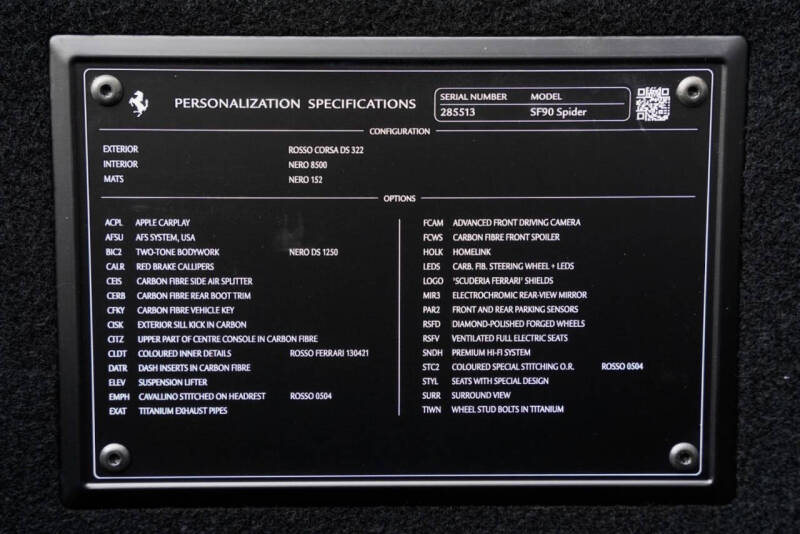 PERSONALIZATION SPECIFICATIONS
SERIAL NUMBER MODEL
285513 SF90 Spider
CONFIGURATION
EXTERIOR ROSSO CORSA DS 322
INTERIOR NERO 8500
MATS NERO 152
OPTIONS
ACPL APPLE CARPLAY
AFSU AFS SYSTEM, USA
BIC2 TWO-TONE BODYWORK NERO DS 1250
CALR RED BRAKE CALLIPERS
CEIS CARBON FIBRE SIDE AIR SPLITTER
CERB CARBON FIBRE REAR BOOT TRIM
CFKY CARBON FIBRE VEHICLE KEY
CISK EXTERIOR SILL KICK IN CARBON
CITZ UPPER PART OF CENTRE CONSOLE IN CARBON FIBRE
CLDT COLOURED INNER DETAILS ROSSO FERRARI 130421
DATR DASH INSERTS IN CARBON FIBRE
ELEV SUSPENSION LIFTER
EMPH CAVALLINO STITCHED ON HEADREST ROSSO 0504
EXAT TITANIUM EXHAUST PIPES
FCAM ADVANCED FRONT DRIVING CAMERA
FCWS CARBON FIBRE FRONT SPOILER
HOLK HOMELINK
LEDS CARB. FIB. STEERING WHEEL + LEDS
LOGO 'SCUDERIA FERRARI' SHIELDS
MIR3 ELECTROCHROMIC REAR-VIEW MIRROR
PAR2 FRONT AND REAR PARKING SENSORS
RSFD DIAMOND-POLISHED FORGED WHEELS
RSFV VENTILATED FULL ELECTRIC SEATS
SNDH PREMIUM HI-FI SYSTEM
STC2 COLOURED SPECIAL STITCHING O.R. ROSSO 0504
STYL SEATS WITH SPECIAL DESIGN
SURR SURROUND VIEW
TIWN WHEEL STUD BOLTS IN TITANIUM